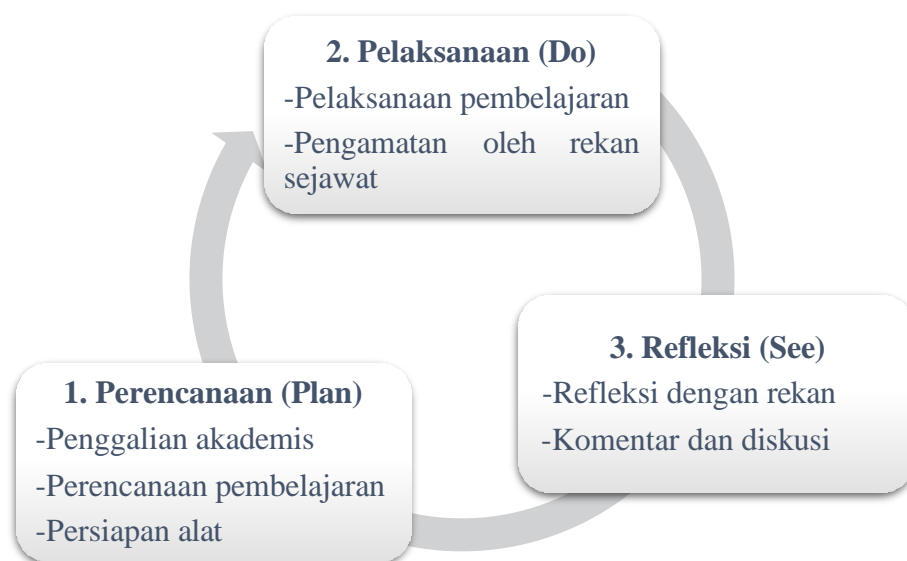 2. Pelaksanaan (Do)
-Pelaksanaan pembelajaran
-Pengamatan oleh rekan
sejawat
3. Refleksi (See)
-Refleksi dengan rekan
-Komentar dan diskusi
1. Perencanaan (Plan)
-Penggalian akademis
-Perencanaan pembelajaran
-Persiapan alat